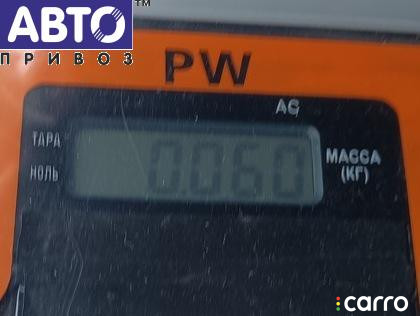 АВТО™
ПРИВОЗ
PW
AC
ТАРА
НОЛЬ
0.060
МАССА
(КГ)
carro